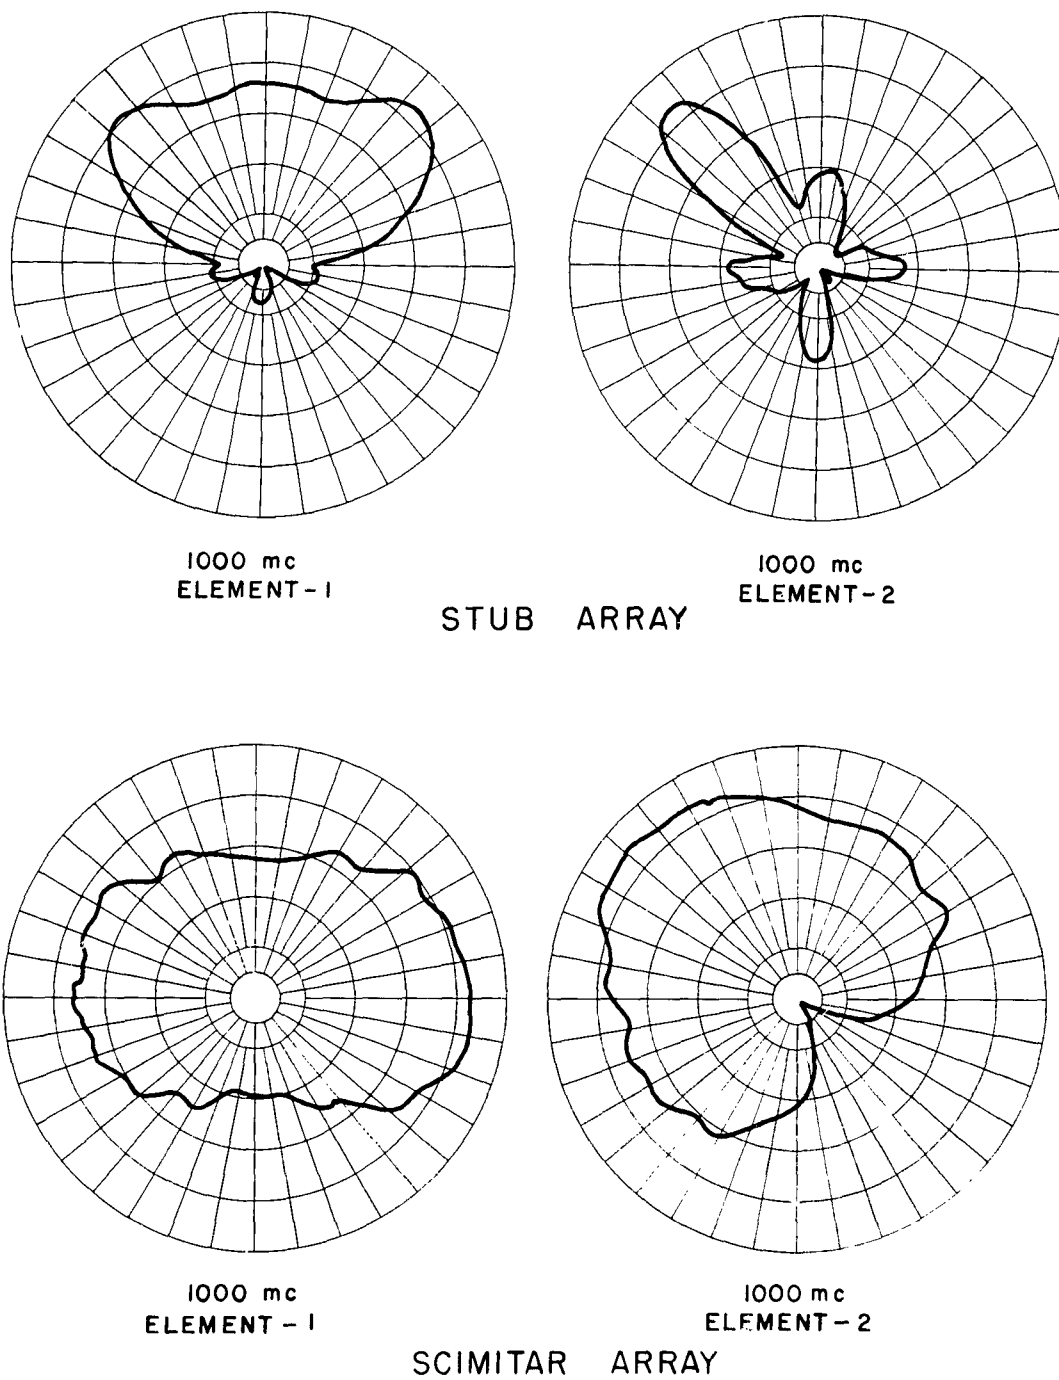 1000 mc
ELEMENT-1
1000 mc
ELEMENT-2
STUB ARRAY
1000 mc
ELEMENT-1
1000 mc
ELEMENT-2
SCIMITAR ARRAY